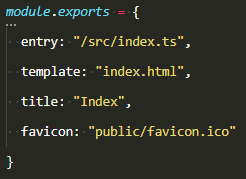 module.exports = {
entry: "/src/index.ts",
template: "index.html",
title: "Index",
favicon: "public/favicon.ico"
}